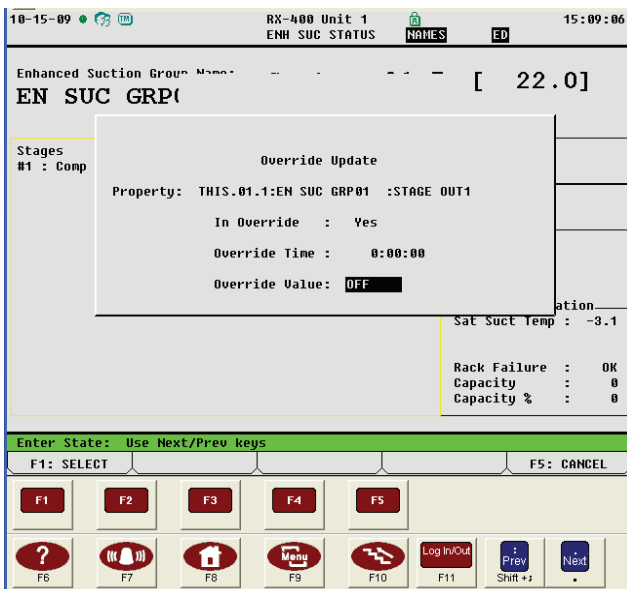 10-15-09 RX-400 Unit 1 15:09:06
ENH SUC STATUS NAMES ED
Enhanced Suction Group Name:
EN SUC GRP [ 22.0]
Stages
#1 : Comp
Override Update
Property: THIS.01.1:EN SUC GRP01 :STAGE OUT1
In Override : Yes
Override Time : 0:00:00
Override Value: OFF
ation
Sat Suct Temp : -3.1
Rack Failure : OK
Capacity : 0
Capacity % : 0
Enter State: Use Next/Prev keys
F1: SELECT F5: CANCEL
F1 F2 F3 F4 F5
? Menu Log In/Out : Prev . Next
F6 F7 F8 F9 F10 F11 Shift +; .